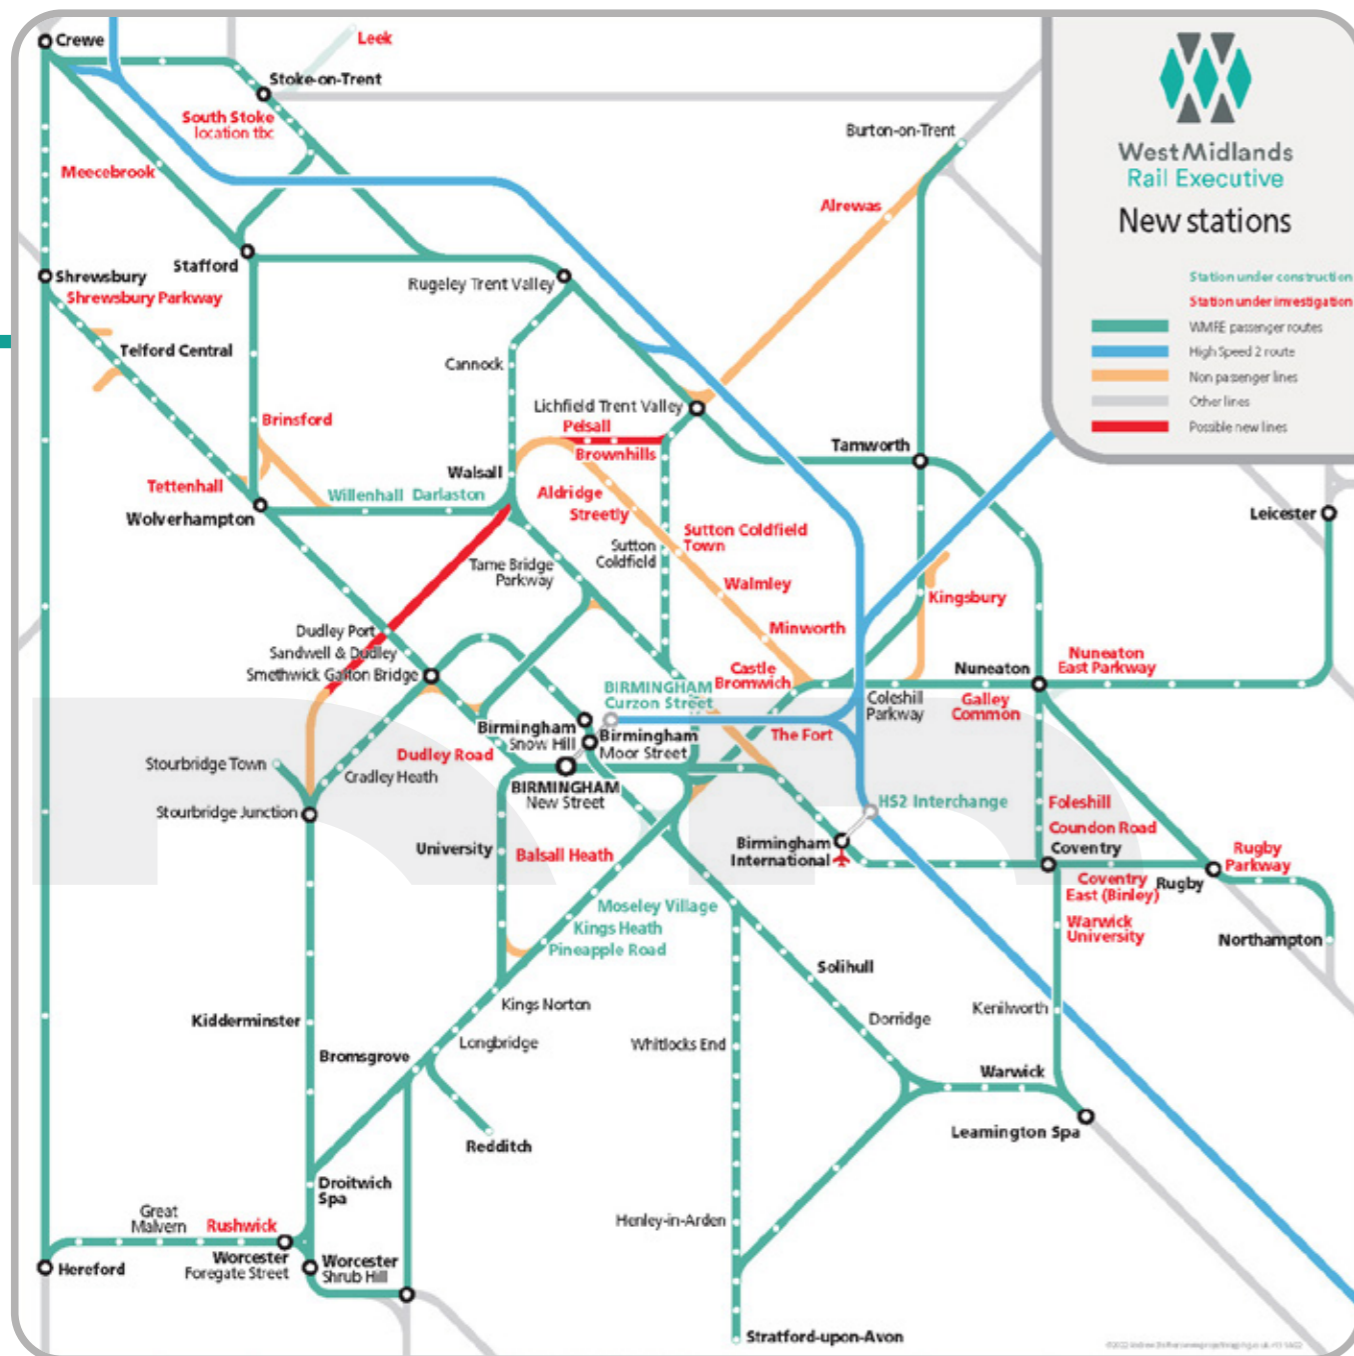 Crewe
Leek
Stoke-on-Trent
South Stoke
location tbc
Meecebrook
Burton-on-Trent
Alrewas
West Midlands
Rail Executive
New stations
Station under construction
Station under investigation
WMRE passenger routes
High Speed 2 route
Non passenger lines
Other lines
Possible new lines
Stafford
Shrewsbury
Shrewsbury Parkway
Rugeley Trent Valley
Telford Central
Cannock
Lichfield Trent Valley
Brinsford
Pelsall
Brownhills
Tamworth
Walsall
Tettenhall
Willenhall Darlaston
Aldridge
Streetly
Wolverhampton
Leicester
Sutton Coldfield
Town
Sutton
Coldfield
Tame Bridge
Parkway
Walmley
Kingsbury
Dudley Port
Minworth
Sandwell & Dudley
Smethwick Galton Bridge
Castle
Bromwich
Nuneaton
East Parkway
Nuneaton
BIRMINGHAM
Curzon Street
Coleshill
Parkway
Galley
Common
Birmingham
Snow Hill
Birmingham
Moor Street
The Fort
Dudley Road
Stourbridge Town
Cradley Heath
BIRMINGHAM
New Street
HS2 Interchange
Foleshill
Stourbridge Junction
Coundon Road
University
Balsall Heath
Birmingham
International
Coventry
Rugby
Parkway
Coventry
East (Binley)
Rugby
Moseley Village
Kings Heath
Pineapple Road
Warwick
University
Northampton
Solihull
Kings Norton
Kenilworth
Kidderminster
Dorridge
Longbridge
Whitlocks End
Bromsgrove
Warwick
Redditch
Leamington Spa
Droitwich
Spa
Great
Malvern
Rushwick
Henley-in-Arden
Hereford
Worcester
Foregate Street
Worcester
Shrub Hill
Stratford-upon-Avon